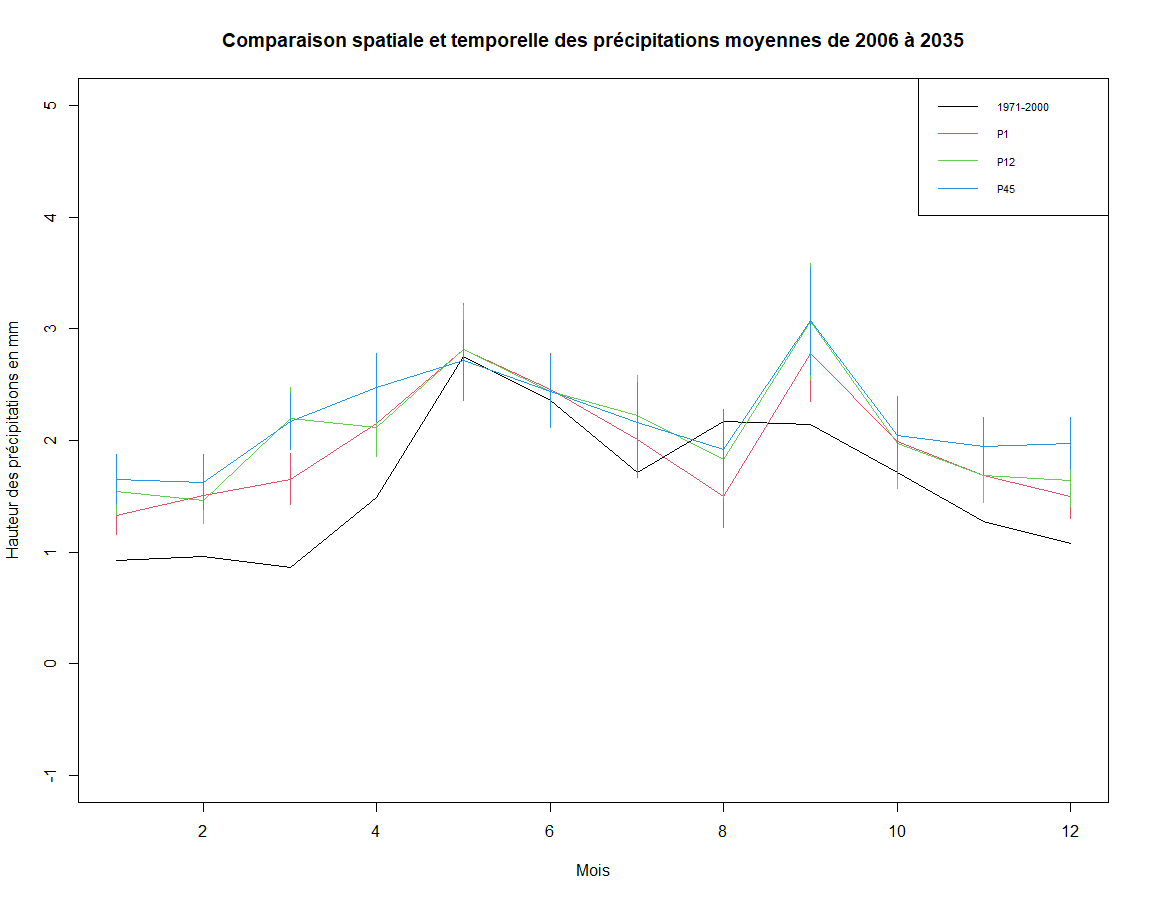 Comparaison spatiale et temporelle des précipitations moyennes de 2006 à 2035
1971-2000
P1
P12
P45
Hauteur des précipitations en mm
5
4
3
2
1
0
-1
2
4
6
8
10
12
Mois